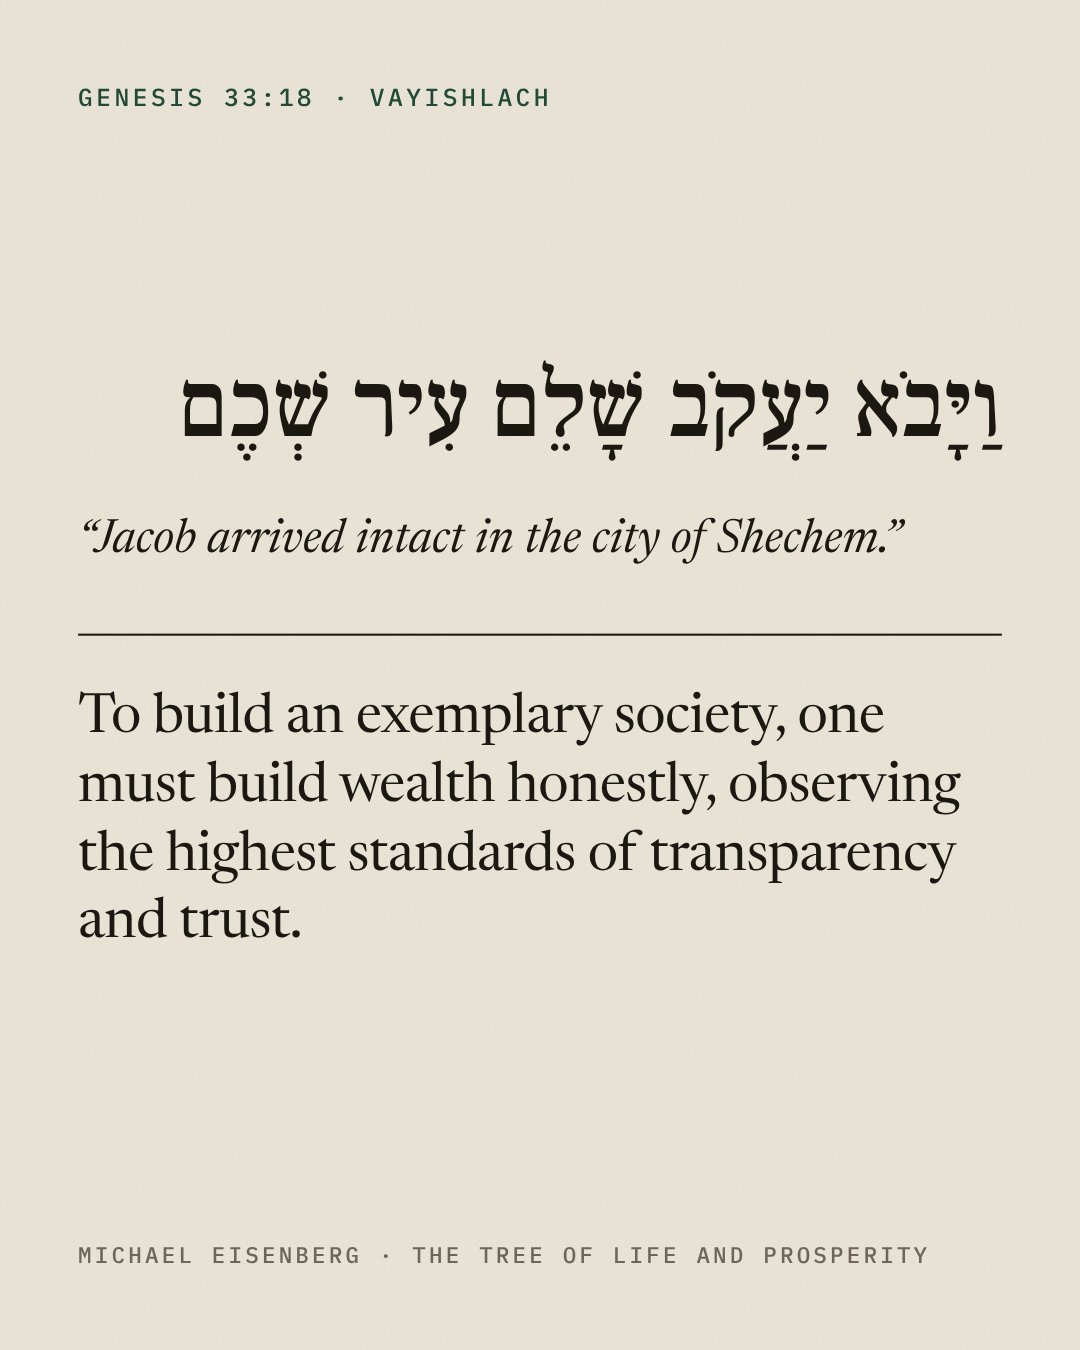 GENESIS 33:18 · VAYISHLACH
וַיָּבֹא יַעֲקֹב שָׁלֵם עִיר שְׁכֶם
“Jacob arrived intact in the city of Shechem.”
To build an exemplary society, one
must build wealth honestly, observing
the highest standards of transparency
and trust.
MICHAEL EISENBERG · THE TREE OF LIFE AND PROSPERITY